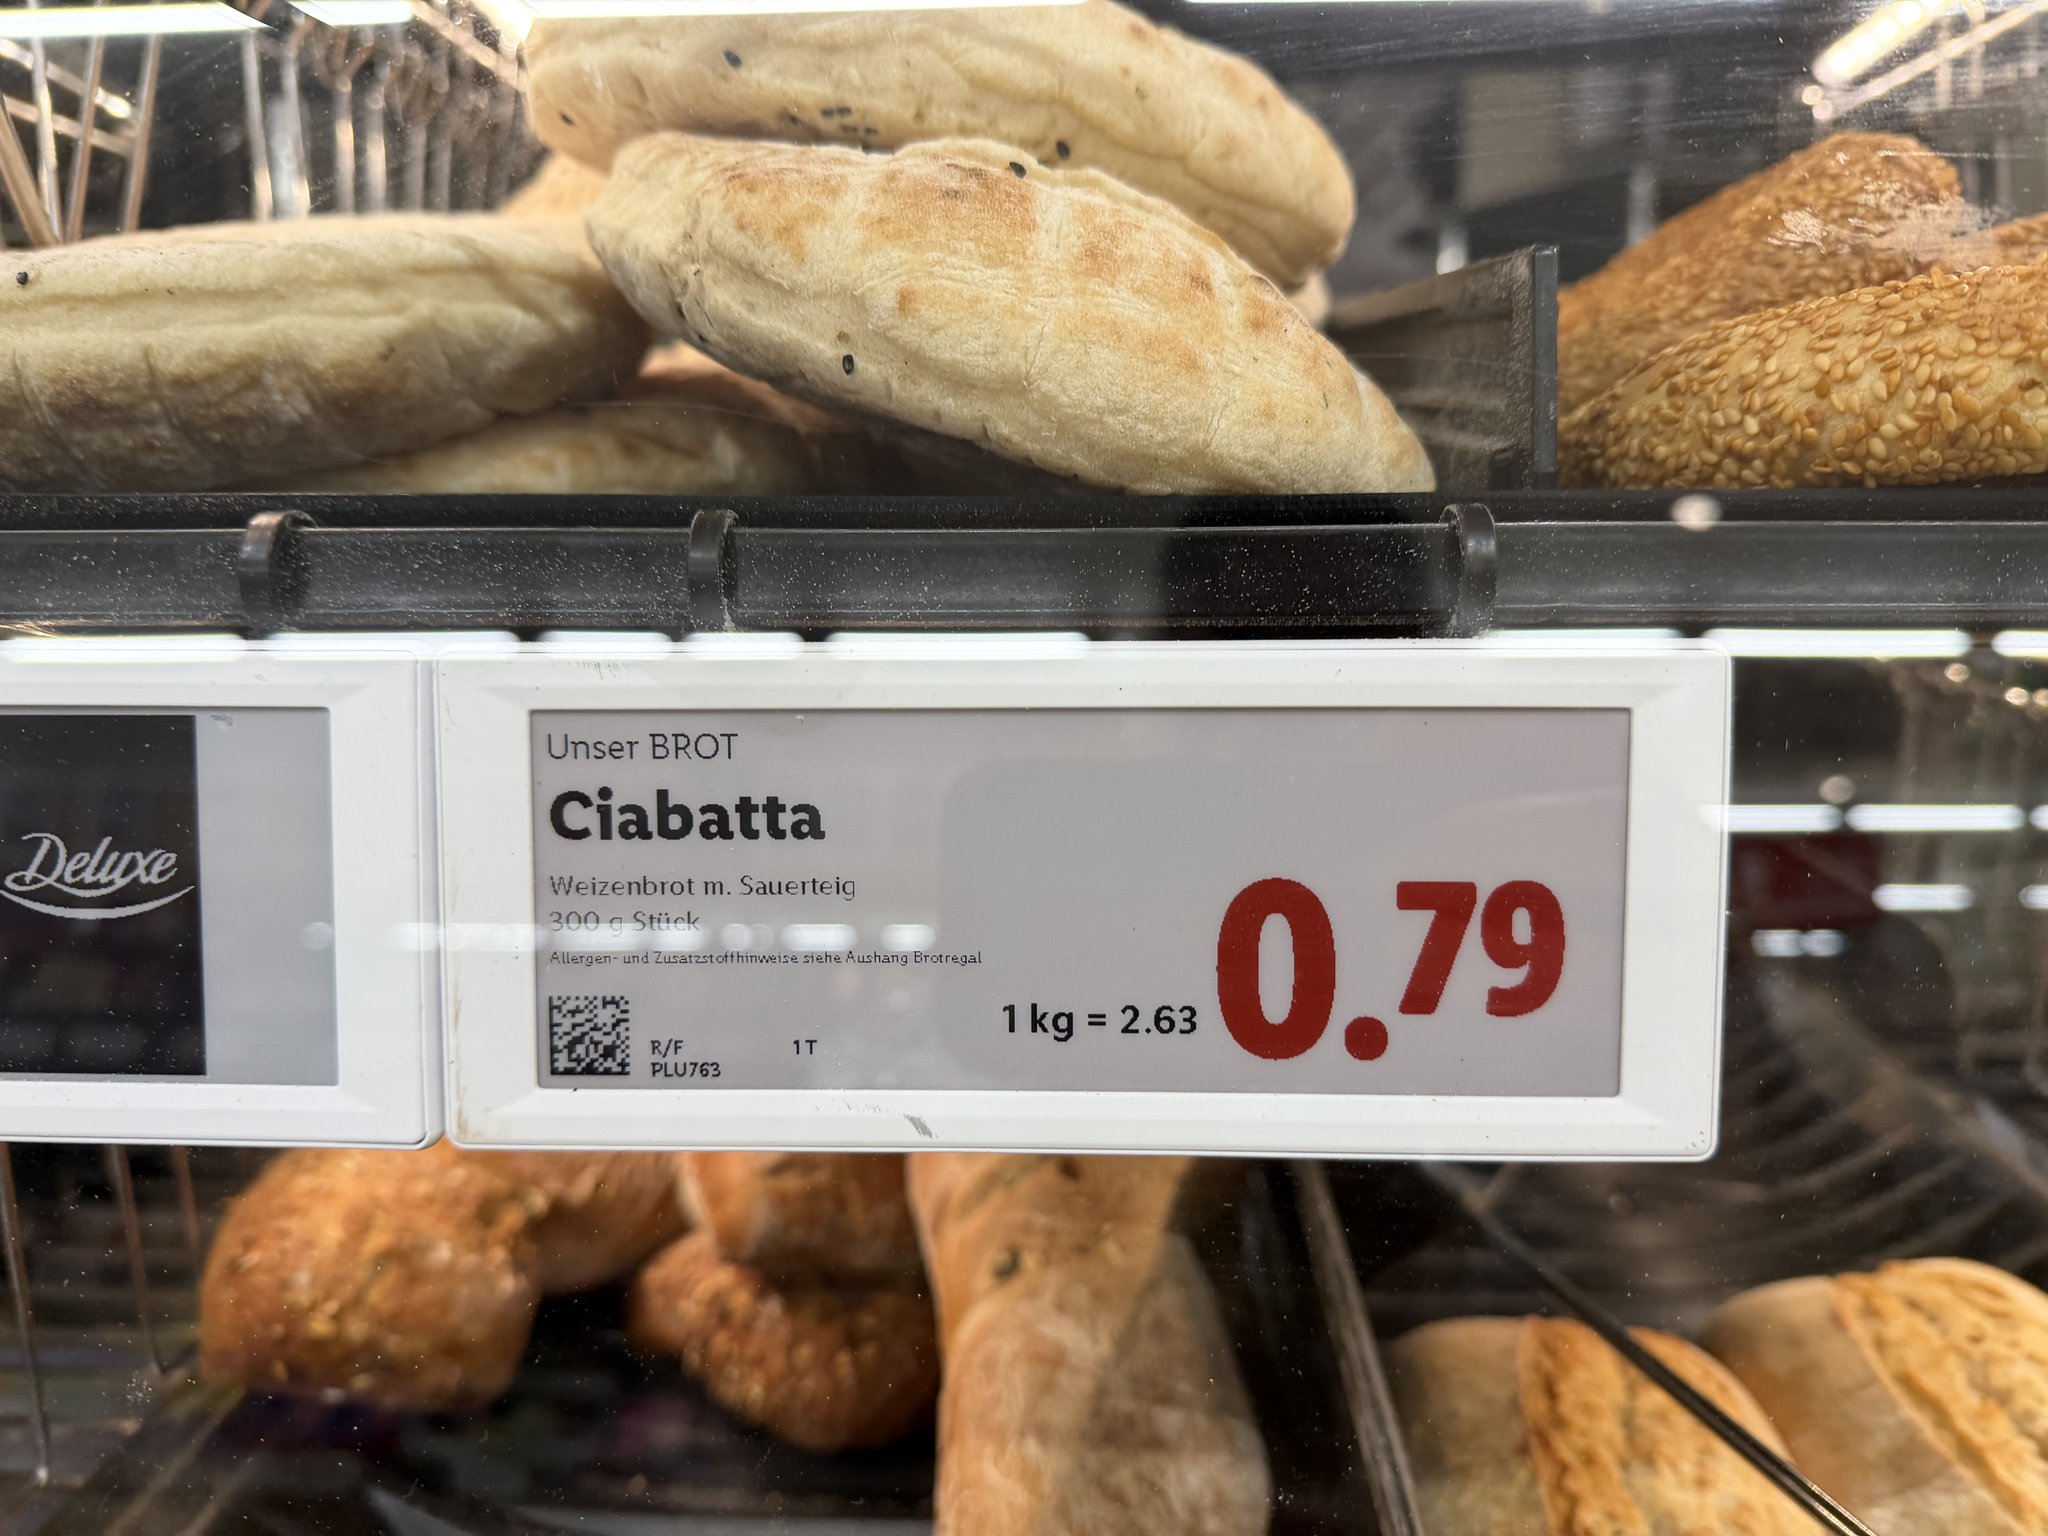 Deluxe
Unser BROT
Ciabatta
Weizenbrot m. Sauerteig
300 g Stück
Allergen- und Zusatzstoffhinweise siehe Aushang Brotregal
1 kg = 2.63
0.79
R/F 1T
PLU763